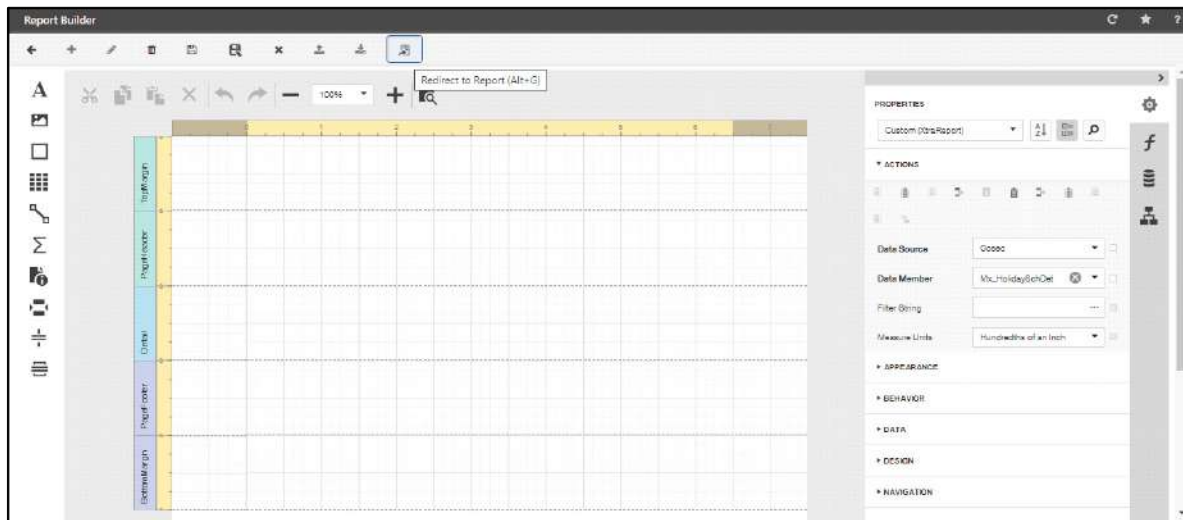 Report Builder
?
Redirect to Report (Alt+G)
A
100%
PROPERTIES
Custom (XtraReport)
ACTIONS
TopMargin
PageHeader
Detail
PageFooter
BottomMargin
Data Source
Cosec
Data Member
Mx_HolidaySchDet
Filter String
...
Measure Units
Hundredths of an Inch
APPEARANCE
BEHAVIOR
DATA
DESIGN
NAVIGATION